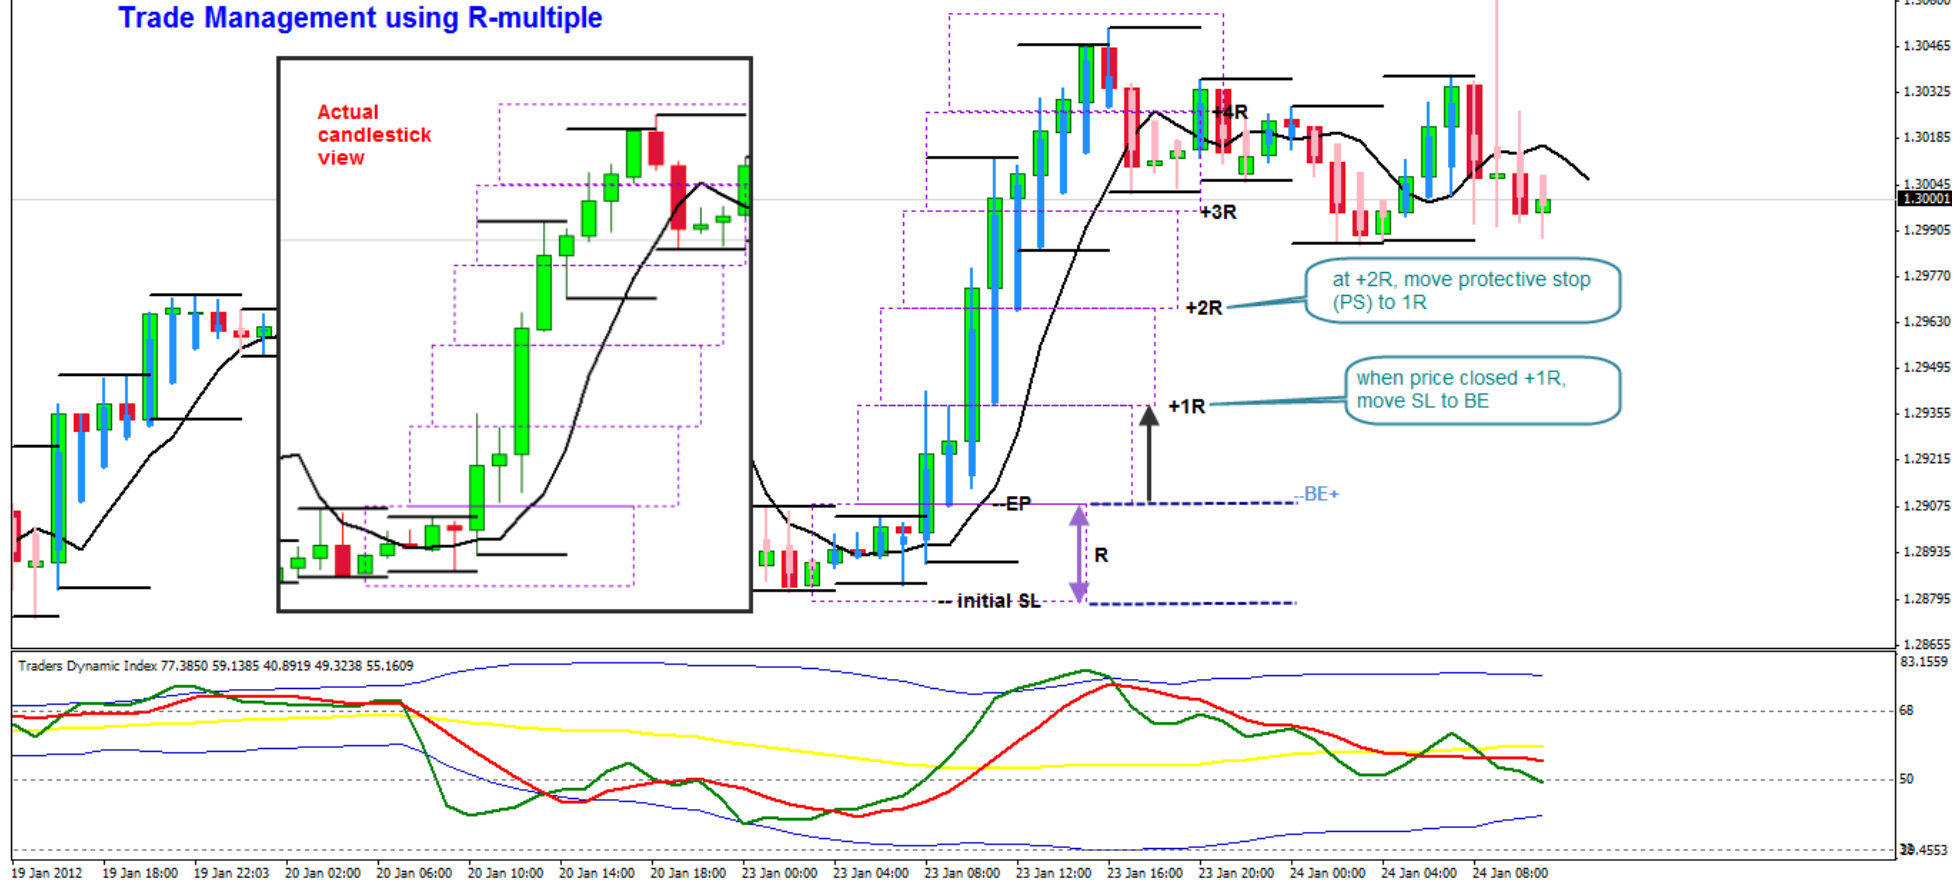 Trade Management using R-multiple
Actual
candlestick
view
+4R
+3R
+2R
at +2R, move protective stop
(PS) to 1R
+1R
when price closed +1R,
move SL to BE
--EP
--BE+
R
-- initial SL
1.30465
1.30325
1.30185
1.30045
1.30001
1.29905
1.29770
1.29630
1.29495
1.29355
1.29215
1.29075
1.28935
1.28795
1.28655
Traders Dynamic Index 77.3850 59.1385 40.8919 49.3238 55.1609
83.1559
68
50
19 Jan 2012
19 Jan 18:00
19 Jan 22:03
20 Jan 02:00
20 Jan 06:00
20 Jan 10:00
20 Jan 14:00
20 Jan 18:00
23 Jan 00:00
23 Jan 04:00
23 Jan 08:00
23 Jan 12:00
23 Jan 16:00
23 Jan 20:00
24 Jan 00:00
24 Jan 04:00
24 Jan 08:00